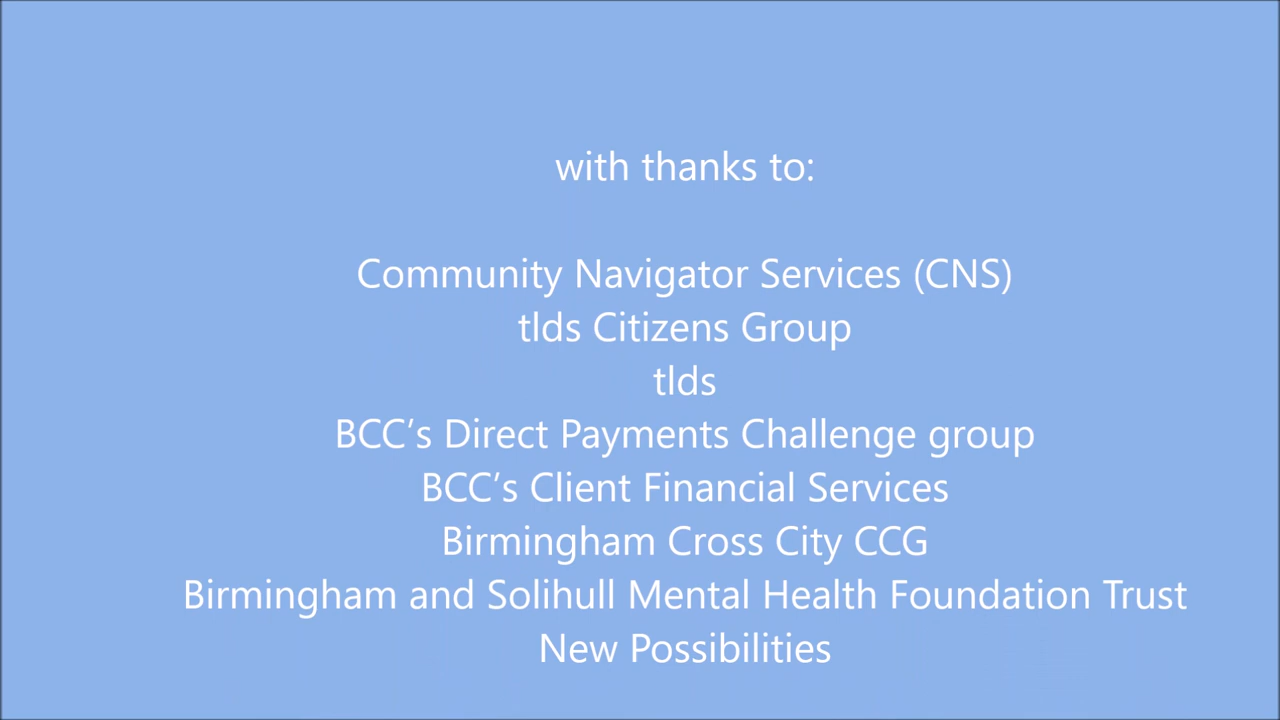 with thanks to:
Community Navigator Services (CNS)
tlds Citizens Group
tlds
BCC’s Direct Payments Challenge group
BCC’s Client Financial Services
Birmingham Cross City CCG
Birmingham and Solihull Mental Health Foundation Trust
New Possibilities